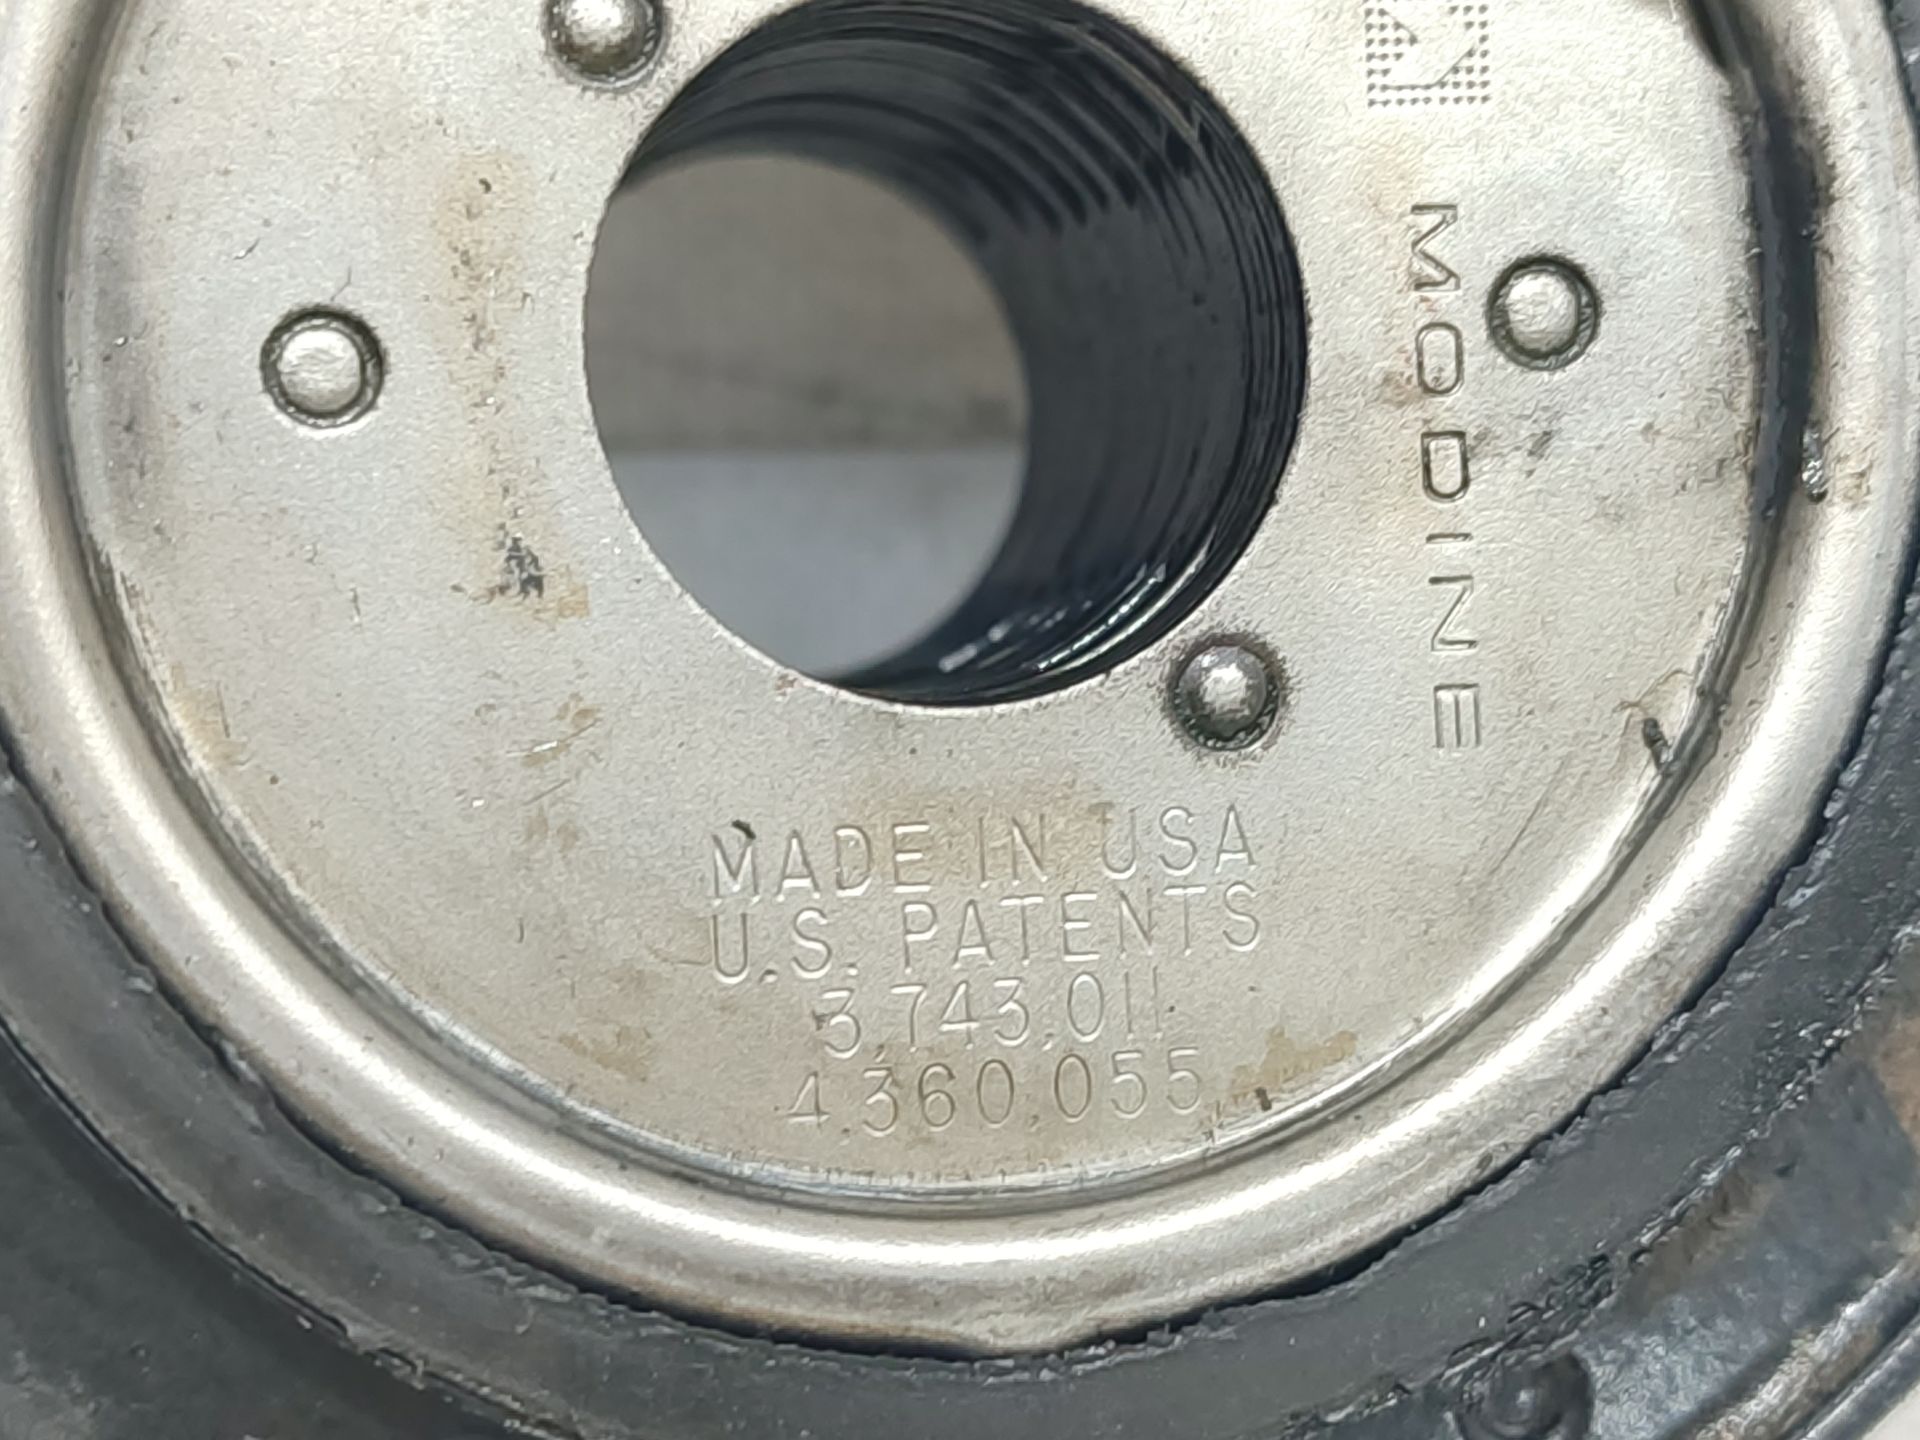 MODINE
MADE IN USA
U.S. PATENTS
3,743,011
4,360,055